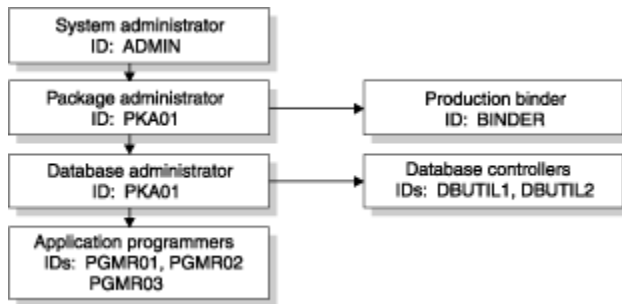 System administrator
ID: ADMIN
Package administrator
ID: PKA01
Production binder
ID: BINDER
Database administrator
ID: PKA01
Database controllers
IDs: DBUTIL1, DBUTIL2
Application programmers
IDs: PGMR01, PGMR02
PGMR03